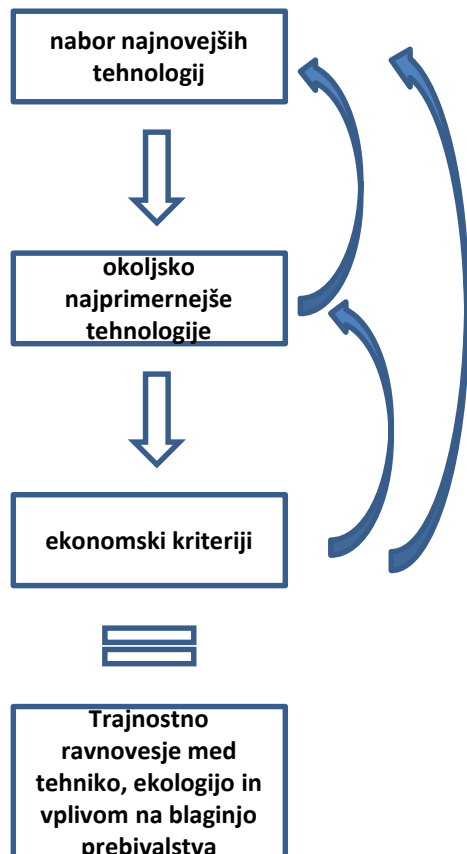 nabor najnovejših
tehnologij
okoljsko
najprimernejše
tehnologije
ekonomski kriteriji
Trajnostno
ravnovesje med
tehniko, ekologijo in
vplivom na blaginjo
prebivalstva